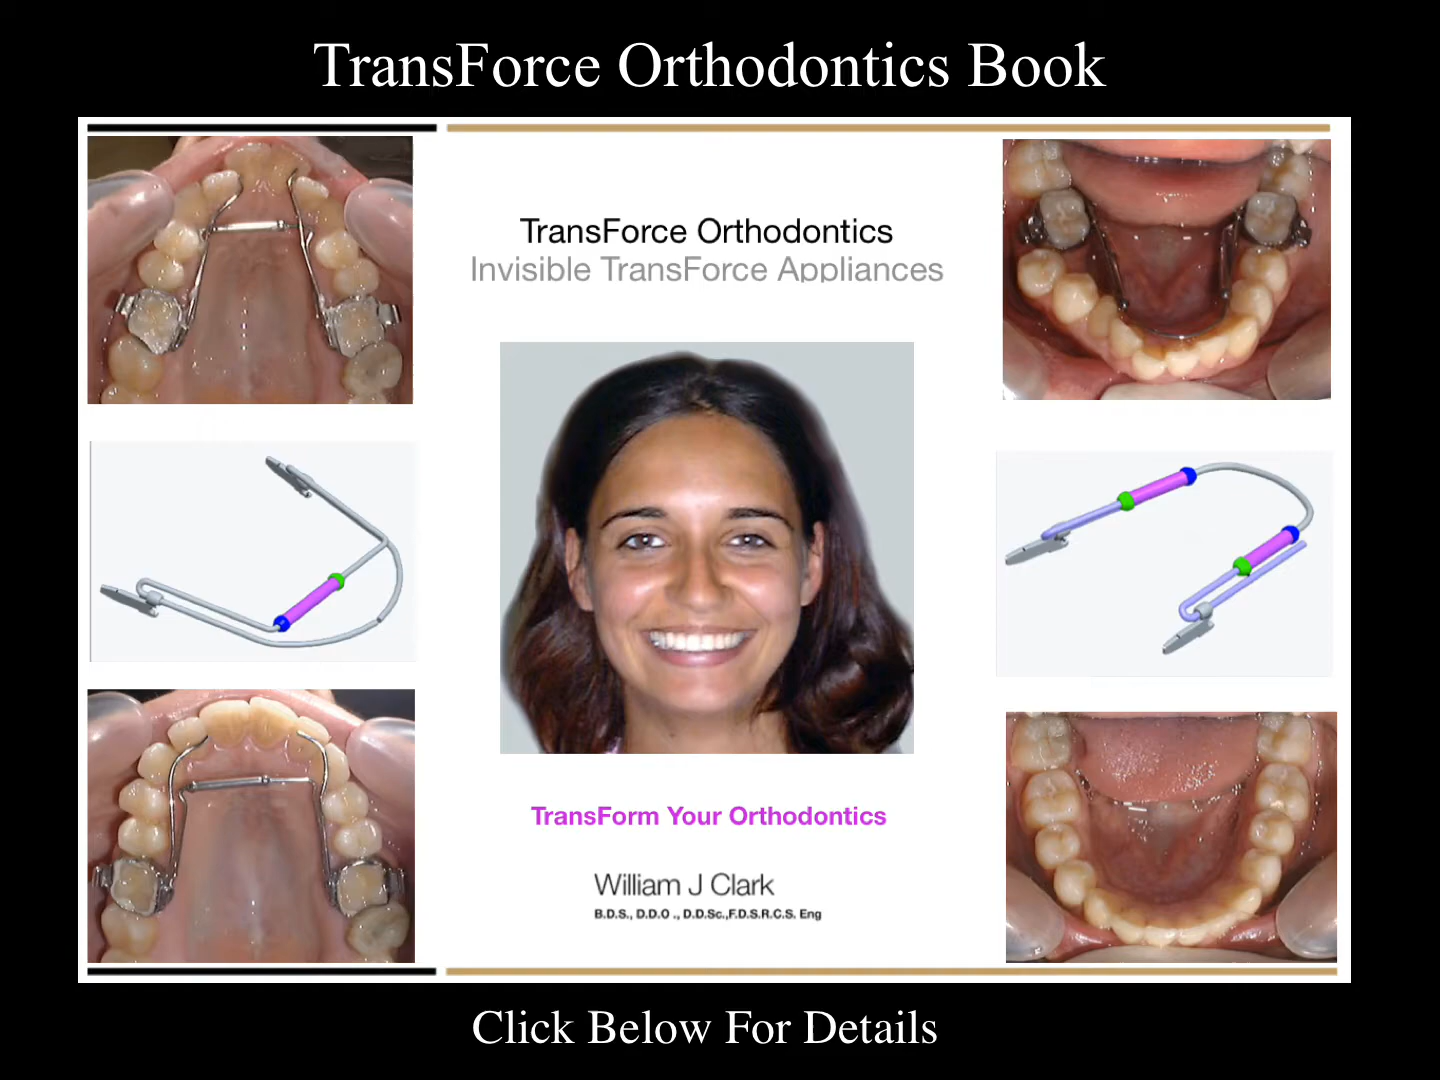 TransForce Orthodontics Book
TransForce Orthodontics
Invisible TransForce Appliances
TransForm Your Orthodontics
William J Clark
B.D.S., D.D.O ., D.D.Sc.,F.D.S.R.C.S. Eng
Click Below For Details